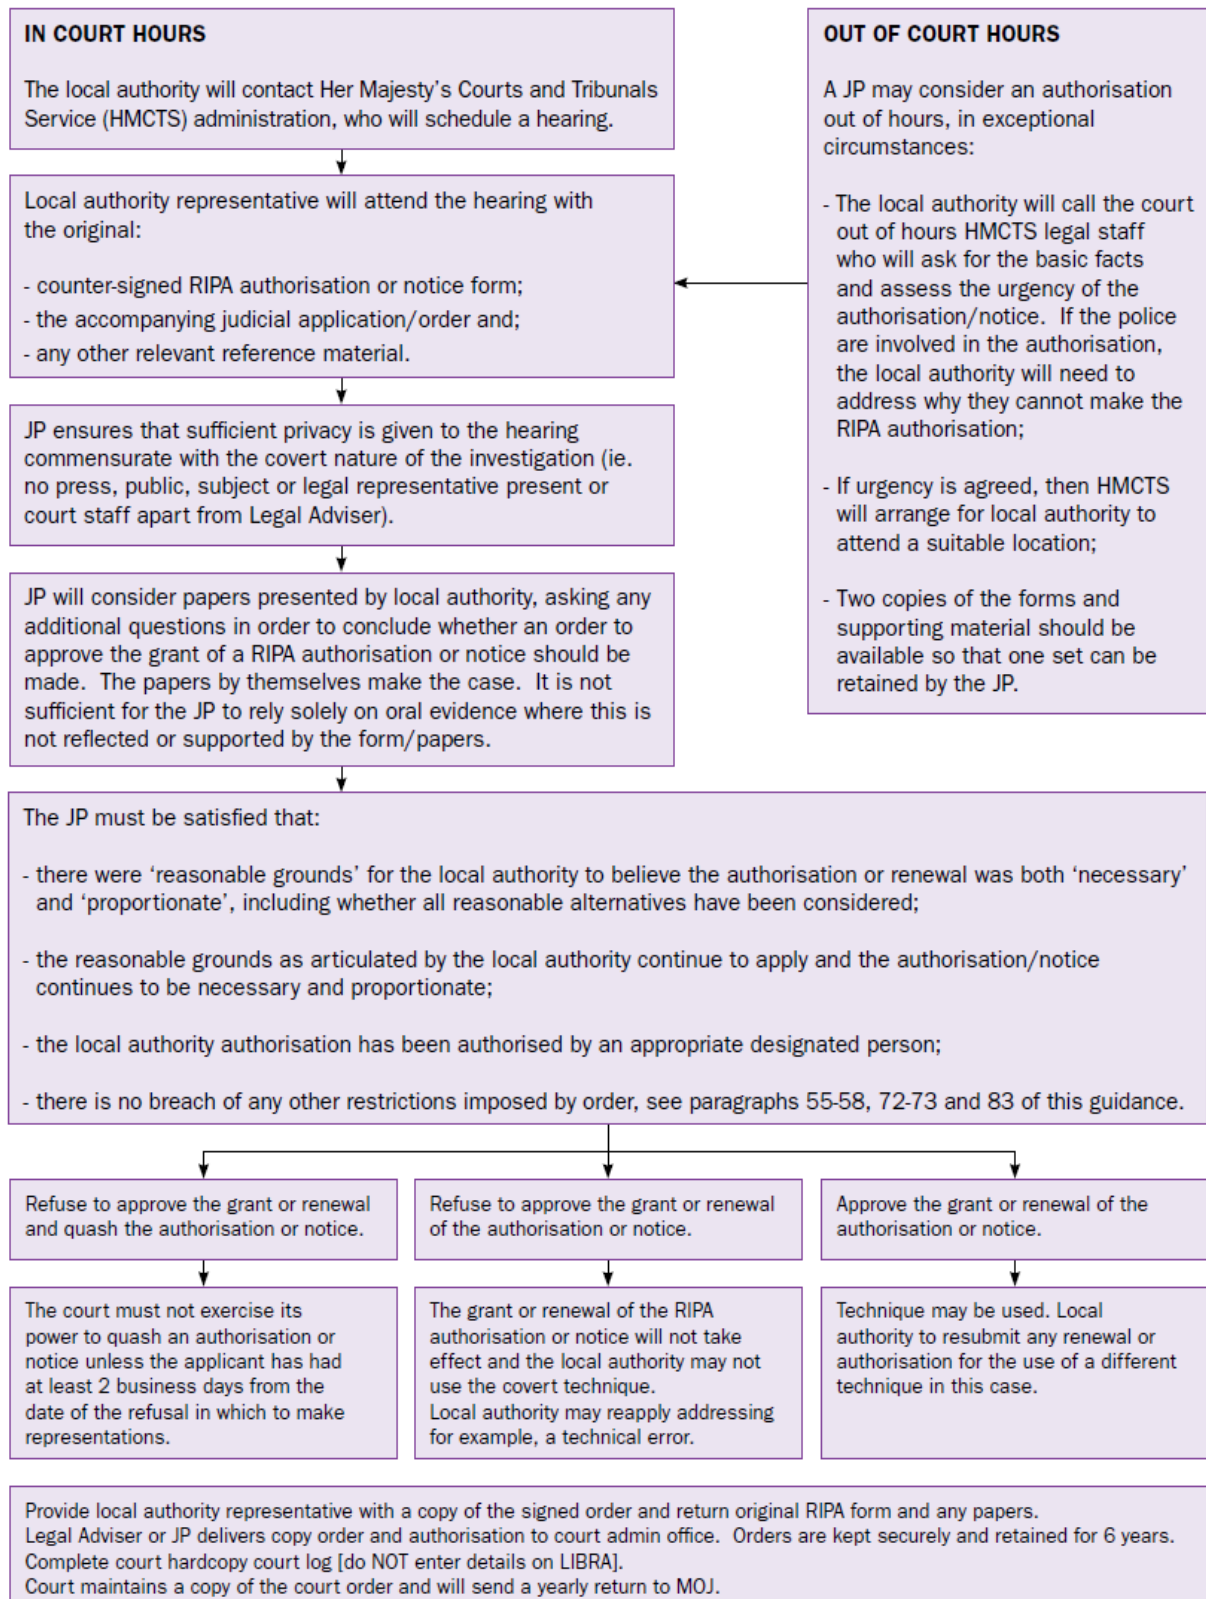 IN COURT HOURS
The local authority will contact Her Majesty's Courts and Tribunals
Service (HMCTS) administration, who will schedule a hearing.
OUT OF COURT HOURS
A JP may consider an authorisation
out of hours, in exceptional
circumstances:
- The local authority will call the court
out of hours HMCTS legal staff
who will ask for the basic facts
and assess the urgency of the
authorisation/notice. If the police
are involved in the authorisation,
the local authority will need to
address why they cannot make the
RIPA authorisation;
- If urgency is agreed, then HMCTS
will arrange for local authority to
attend a suitable location;
- Two copies of the forms and
supporting material should be
available so that one set can be
retained by the JP.
Local authority representative will attend the hearing with
the original:
- counter-signed RIPA authorisation or notice form;
- the accompanying judicial application/order and;
- any other relevant reference material.
JP ensures that sufficient privacy is given to the hearing
commensurate with the covert nature of the investigation (ie.
no press, public, subject or legal representative present or
court staff apart from Legal Adviser).
JP will consider papers presented by local authority, asking any
additional questions in order to conclude whether an order to
approve the grant of a RIPA authorisation or notice should be
made. The papers by themselves make the case. It is not
sufficient for the JP to rely solely on oral evidence where this is
not reflected or supported by the form/papers.
The JP must be satisfied that:
- there were 'reasonable grounds' for the local authority to believe the authorisation or renewal was both 'necessary'
and 'proportionate', including whether all reasonable alternatives have been considered;
- the reasonable grounds as articulated by the local authority continue to apply and the authorisation/notice
continues to be necessary and proportionate;
- the local authority authorisation has been authorised by an appropriate designated person;
- there is no breach of any other restrictions imposed by order, see paragraphs 55-58, 72-73 and 83 of this guidance.
Refuse to approve the grant or renewal
and quash the authorisation or notice.
Refuse to approve the grant or renewal
of the authorisation or notice.
Approve the grant or renewal of the
authorisation or notice.
The court must not exercise its
power to quash an authorisation or
notice unless the applicant has had
at least 2 business days from the
date of the refusal in which to make
representations.
The grant or renewal of the RIPA
authorisation or notice will not take
effect and the local authority may not
use the covert technique.
Local authority may reapply addressing
for example, a technical error.
Technique may be used. Local
authority to resubmit any renewal or
authorisation for the use of a different
technique in this case.
Provide local authority representative with a copy of the signed order and return original RIPA form and any papers.
Legal Adviser or JP delivers copy order and authorisation to court admin office. Orders are kept securely and retained for 6 years.
Complete court hardcopy court log [do NOT enter details on LIBRA].
Court maintains a copy of the court order and will send a yearly return to MOJ.